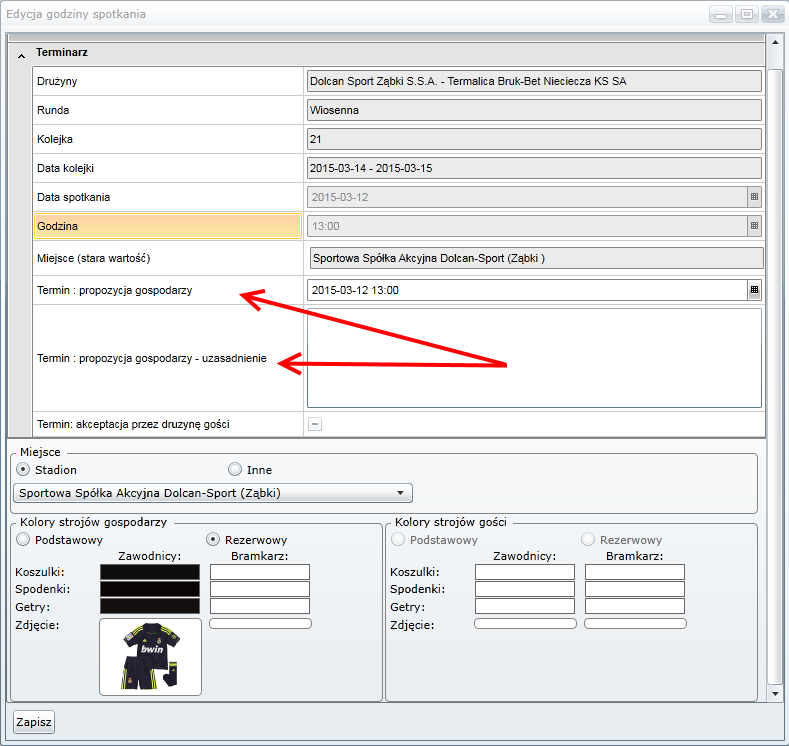 Edycja godziny spotkania
Terminarz
Drużyny Dolcan Sport Ząbki S.S.A. - Termalica Bruk-Bet Nieciecza KS SA
Runda Wiosenna
Kolejka 21
Data kolejki 2015-03-14 - 2015-03-15
Data spotkania 2015-03-12
Godzina 13:00
Miejsce (stara wartość) Sportowa Spółka Akcyjna Dolcan-Sport (Ząbki )
Termin : propozycja gospodarzy 2015-03-12 13:00
Termin : propozycja gospodarzy - uzasadnienie
Termin: akceptacja przez druzynę gości
Miejsce
Stadion Inne
Sportowa Spółka Akcyjna Dolcan-Sport (Ząbki)
Kolory strojów gospodarzy
Podstawowy Rezerwowy
Zawodnicy: Bramkarz:
Koszulki:
Spodenki:
Getry:
Zdjęcie:
bwin
Kolory strojów gości
Podstawowy Rezerwowy
Zawodnicy: Bramkarz:
Koszulki:
Spodenki:
Getry:
Zdjęcie:
Zapisz